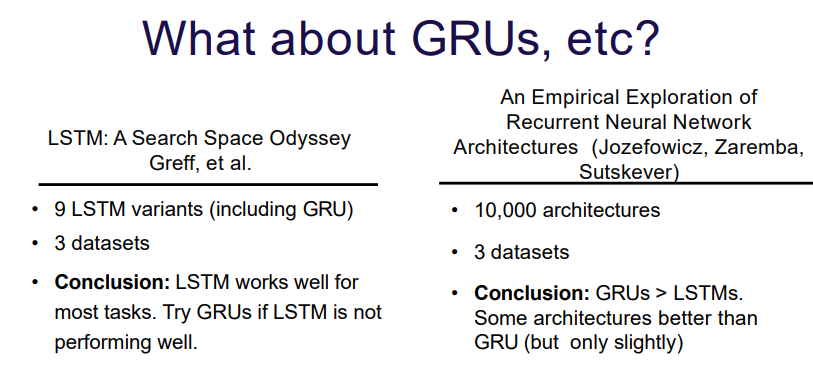 What about GRUs, etc?
LSTM: A Search Space Odyssey
Greff, et al.
• 9 LSTM variants (including GRU)
• 3 datasets
• Conclusion: LSTM works well for
most tasks. Try GRUs if LSTM is not
performing well.
An Empirical Exploration of
Recurrent Neural Network
Architectures (Jozefowicz, Zaremba,
Sutskever)
• 10,000 architectures
• 3 datasets
• Conclusion: GRUs > LSTMs.
Some architectures better than
GRU (but only slightly)